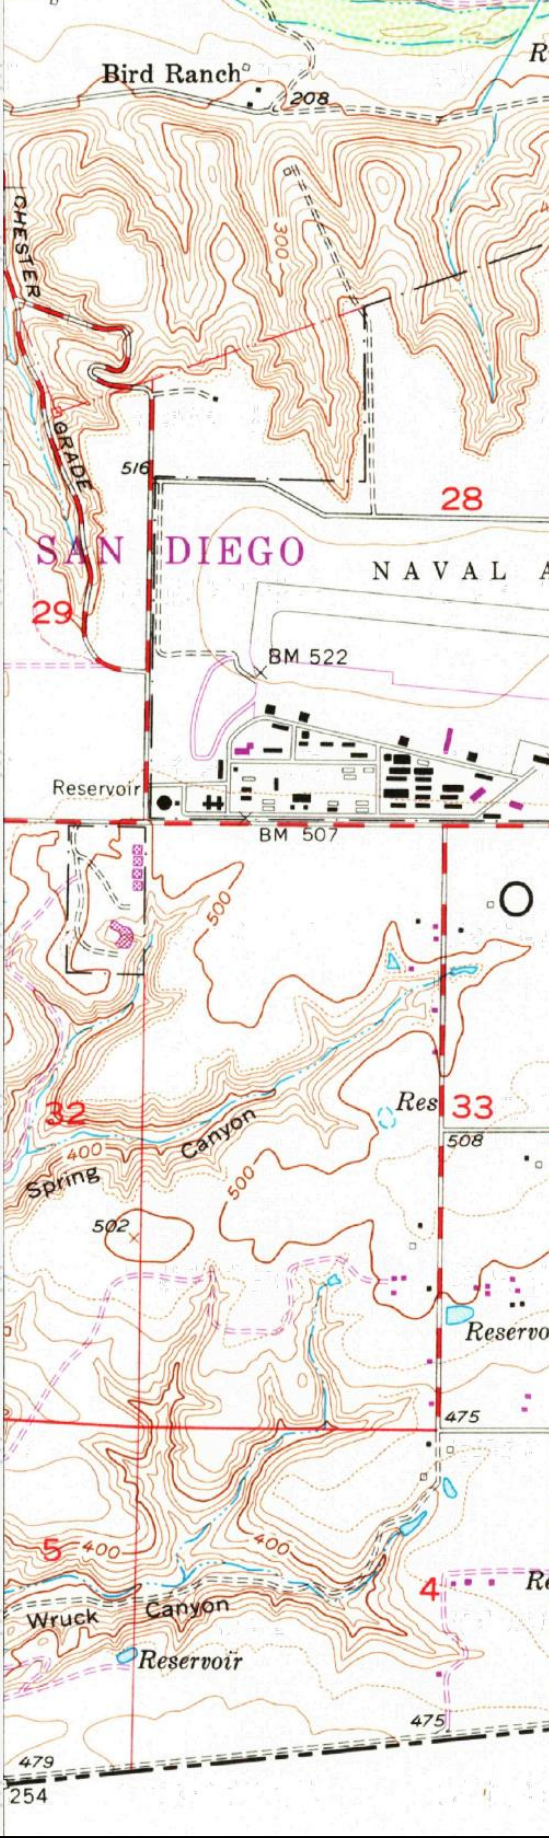 Bird Ranch
208
R
CHESTER
300
4
GRADE
516
28
SAN DIEGO
NAVAL A
29
BM 522
Reservoir
BM 507
500
O
Res
33
32
Canyon
400
508
Spring
500
502
Reservo
475
5
400
400
4
Re
Wruck Canyon
Reservoir
475
479
254